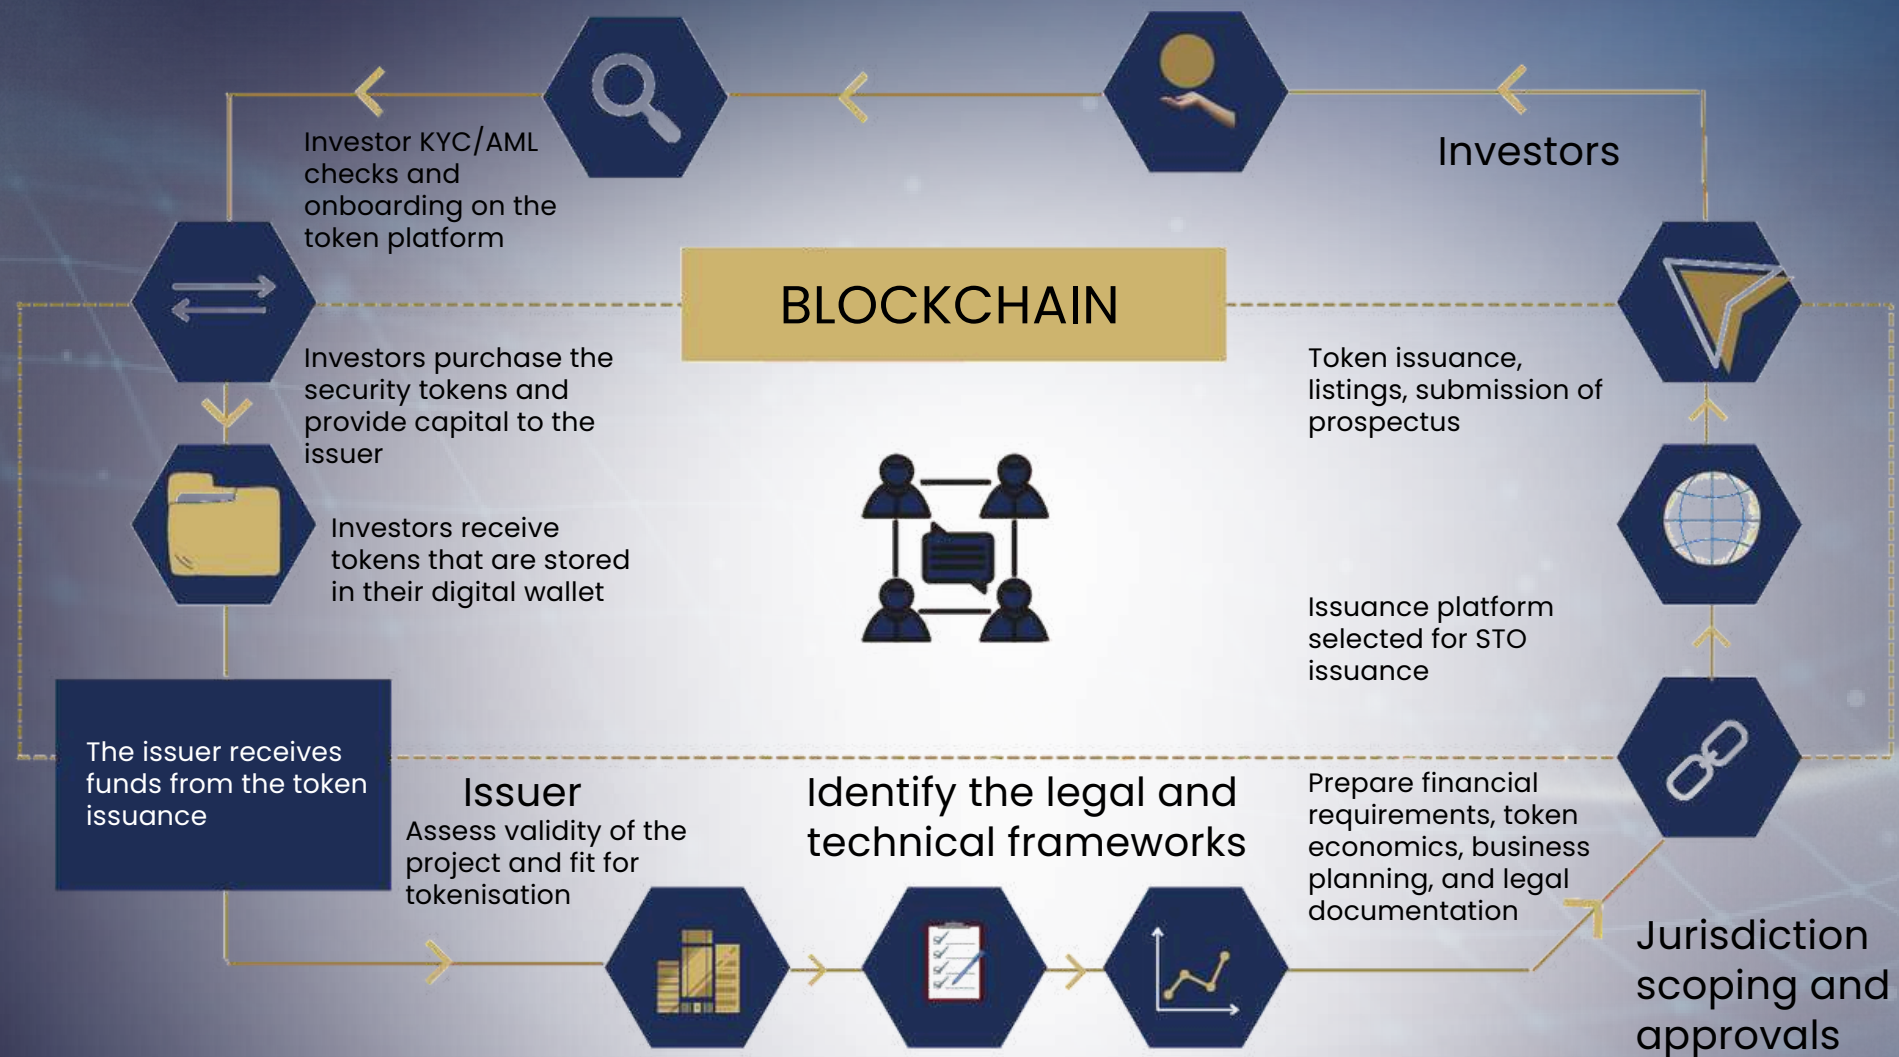 Investor KYC/AML
checks and
onboarding on the
token platform
Investors
BLOCKCHAIN
Investors purchase the
security tokens and
provide capital to the
issuer
Token issuance,
listings, submission of
prospectus
Investors receive
tokens that are stored
in their digital wallet
Issuance platform
selected for STO
issuance
The issuer receives
funds from the token
issuance
Issuer
Assess validity of the
project and fit for
tokenisation
Identify the legal and
technical frameworks
Prepare financial
requirements, token
economics, business
planning, and legal
documentation
Jurisdiction
scoping and
approvals